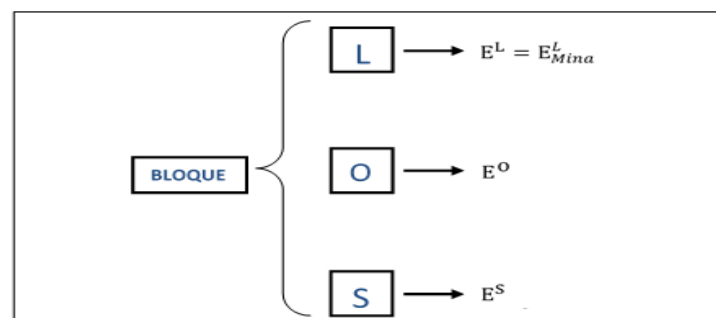 L
E^L = E^L_Mina
BLOQUE
O
E^O
S
E^S